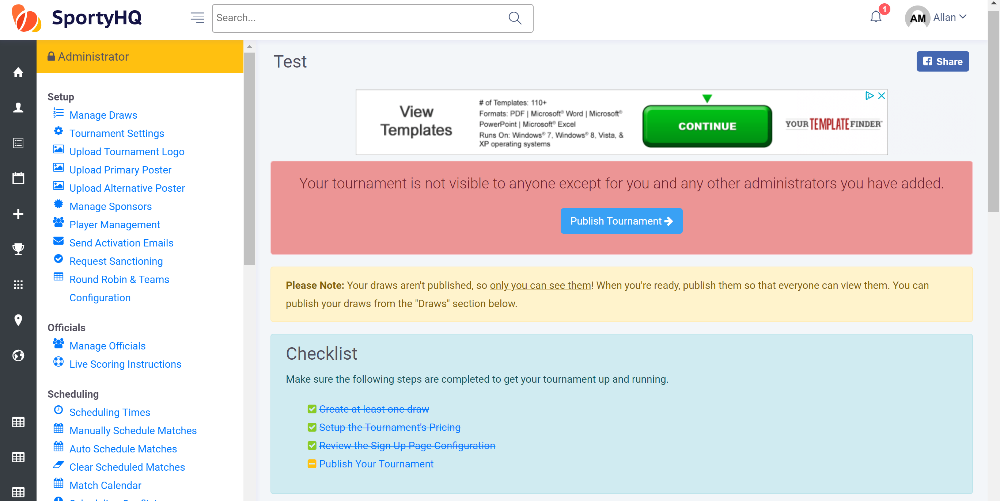 SportyHQ
Search...
1
AM Allan
Administrator
Setup
Manage Draws
Tournament Settings
Upload Tournament Logo
Upload Primary Poster
Upload Alternative Poster
Manage Sponsors
Player Management
Send Activation Emails
Request Sanctioning
Round Robin & Teams
Configuration
Officials
Manage Officials
Live Scoring Instructions
Scheduling
Scheduling Times
Manually Schedule Matches
Auto Schedule Matches
Clear Scheduled Matches
Match Calendar
Test
Share
View
Templates
# of Templates: 110+
Formats: PDF | Microsoft® Word | Microsoft®
PowerPoint | Microsoft® Excel
Runs On: Windows® 7, Windows® 8, Vista, &
XP operating systems
CONTINUE
YOUR TEMPLATE FINDER™
Your tournament is not visible to anyone except for you and any other administrators you have added.
Publish Tournament
Please Note: Your draws aren't published, so only you can see them! When you're ready, publish them so that everyone can view them. You can
publish your draws from the "Draws" section below.
Checklist
Make sure the following steps are completed to get your tournament up and running.
Create at least one draw
Setup the Tournament's Pricing
Review the Sign Up Page Configuration
Publish Your Tournament